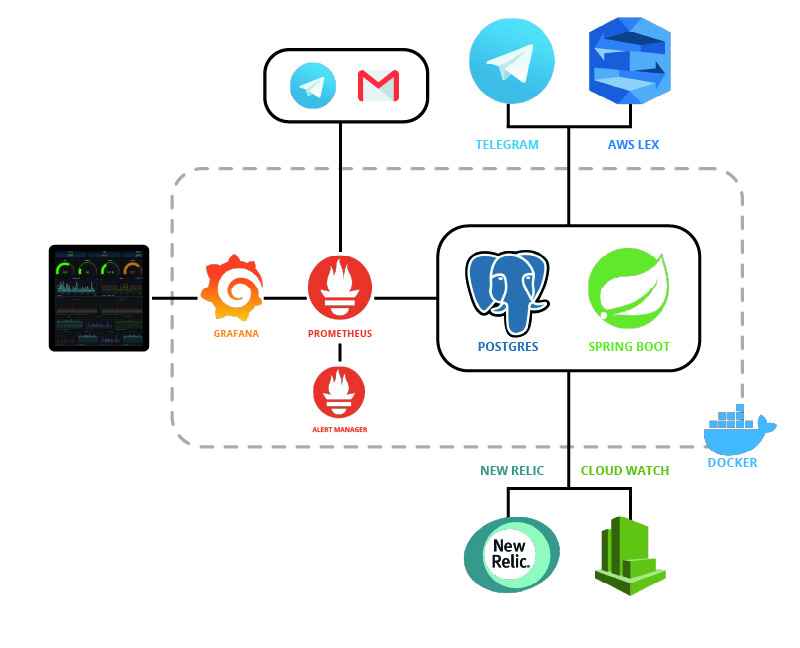 TELEGRAM
AWS LEX
GRAFANA
PROMETHEUS
POSTGRES
SPRING BOOT
ALERT MANAGER
DOCKER
NEW RELIC
CLOUD WATCH
New
Relic.